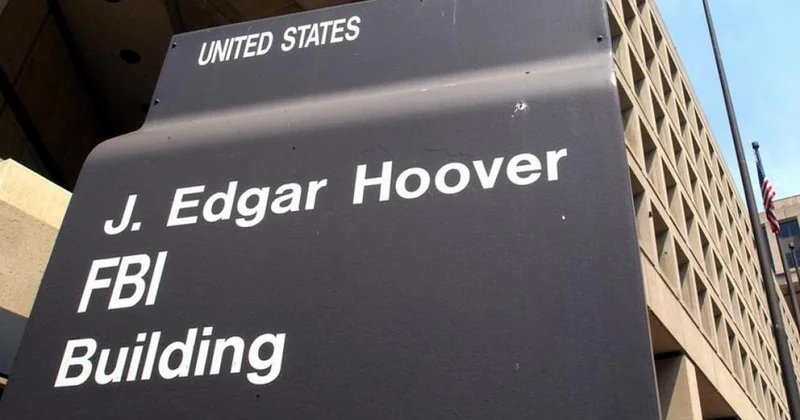 UNITED STATES
J. Edgar Hoover
FBI
Building